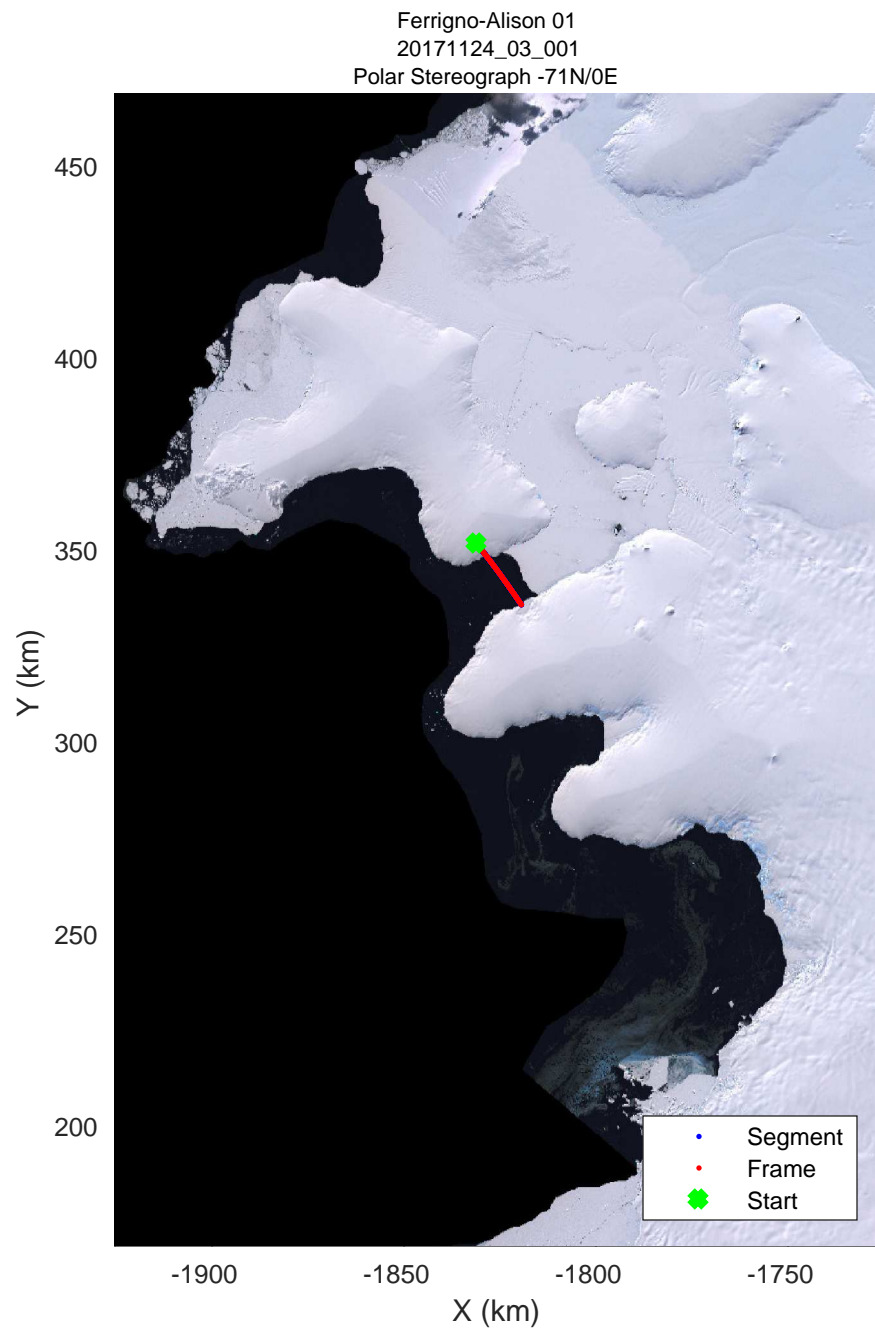 Ferrigno-Alison 01
20171124_03_001
Polar Stereograph -71N/0E
450
400
350
300
250
200
Y (km)
-1900
-1850
-1800
-1750
X (km)
Segment
Frame
Start